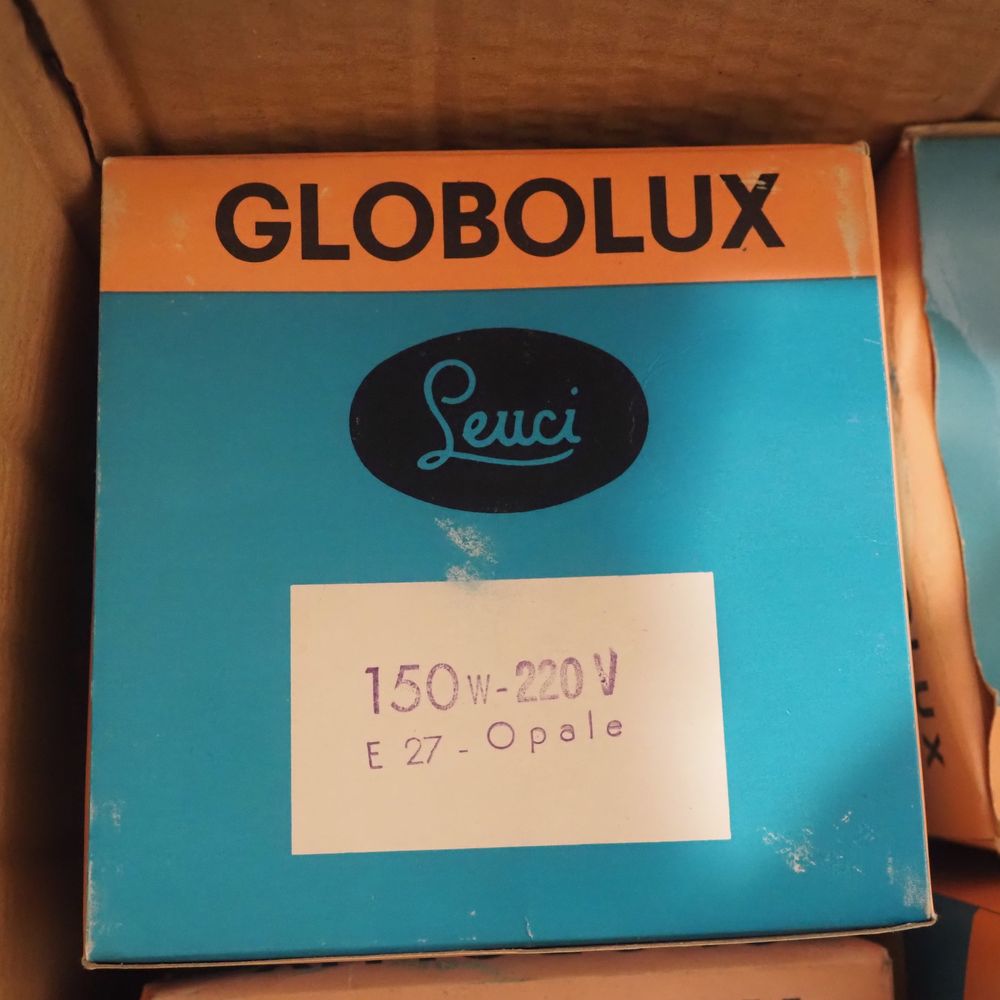 GLOBOLUX
Leuci
150W-220V
E 27 - Opale